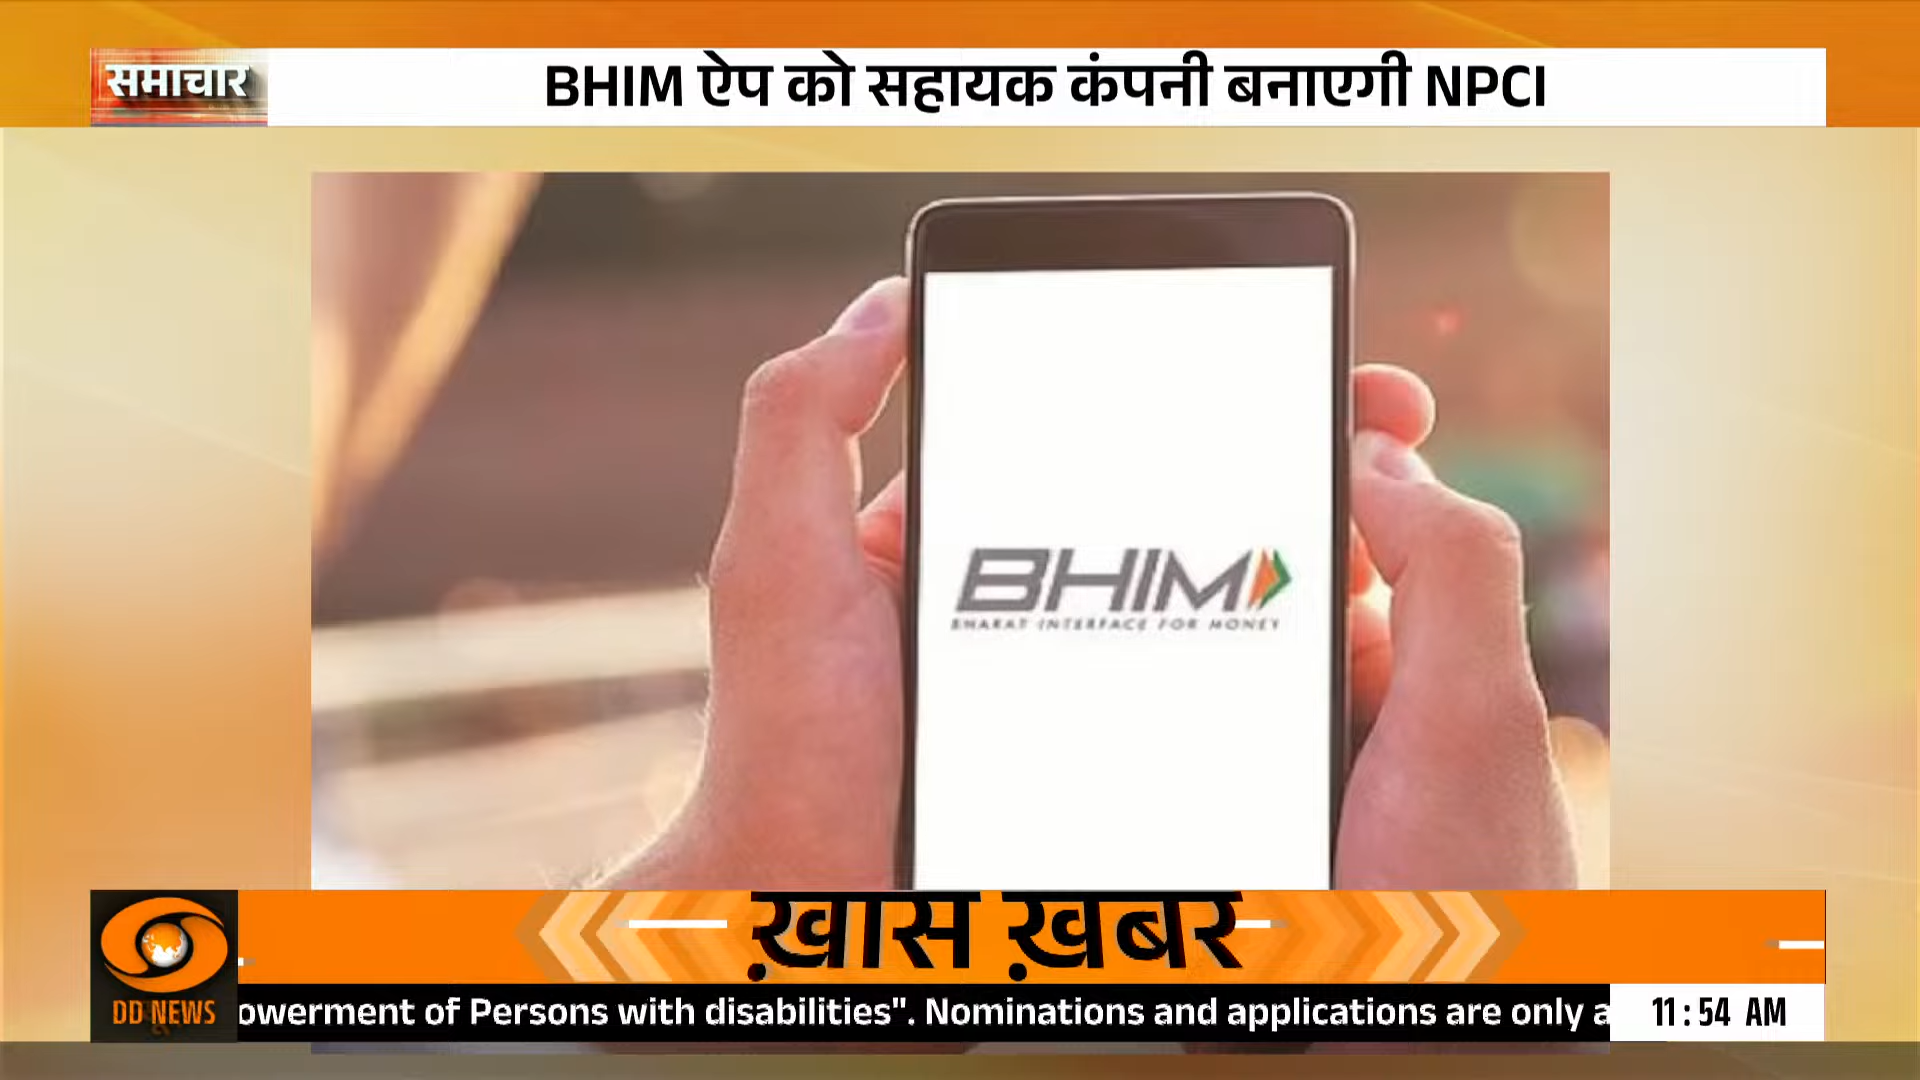 समाचार
BHIM ऐप को सहायक कंपनी बनाएगी NPCI
BHIM
BHARAT INTERFACE FOR MONEY
ख़ास ख़बर
DD NEWS
owerment of Persons with disabilities". Nominations and applications are only a
11:54 AM